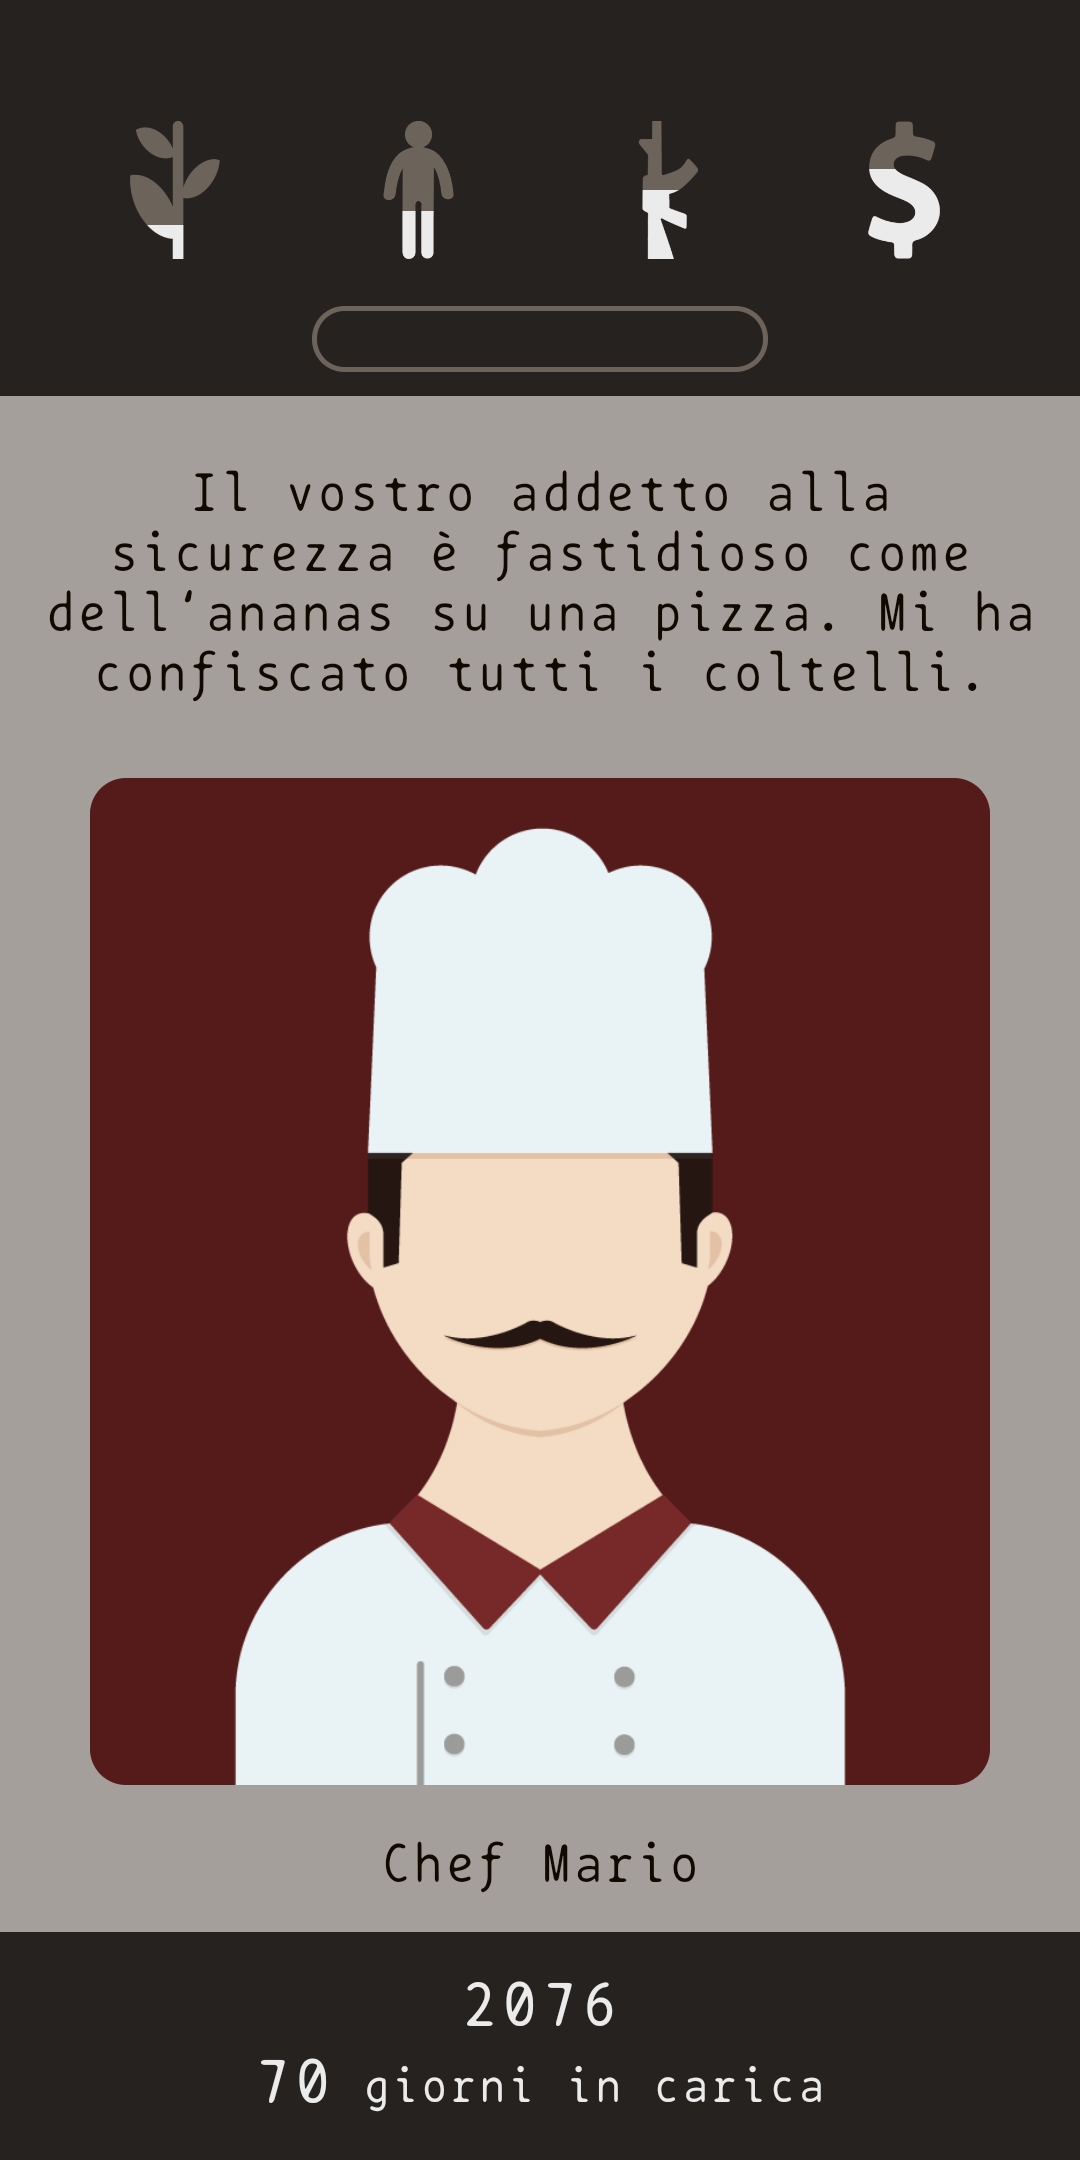 Il vostro addetto alla
sicurezza è fastidioso come
dell'ananas su una pizza. Mi ha
confiscato tutti i coltelli.
Chef Mario
2076
70 giorni in carica